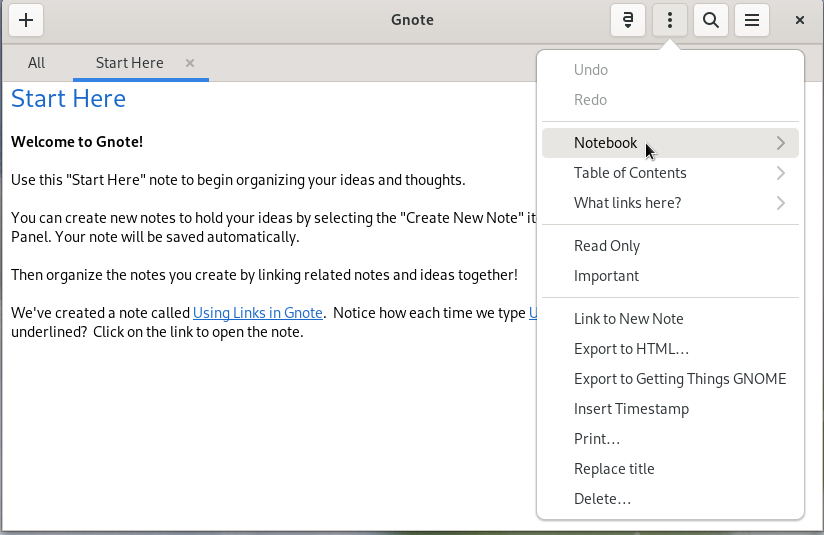 Gnote
All
Start Here
Start Here
Welcome to Gnote!
Use this "Start Here" note to begin organizing your ideas and thoughts.
You can create new notes to hold your ideas by selecting the "Create New Note" it
Panel. Your note will be saved automatically.
Then organize the notes you create by linking related notes and ideas together!
We've created a note called Using Links in Gnote.  Notice how each time we type U
underlined?  Click on the link to open the note.
Undo
Redo
Notebook
Table of Contents
What links here?
Read Only
Important
Link to New Note
Export to HTML…
Export to Getting Things GNOME
Insert Timestamp
Print…
Replace title
Delete…